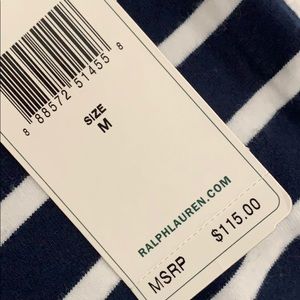 8 88572 51455 8
SIZE
M
RALPHLAUREN.COM
MSRP $115.00